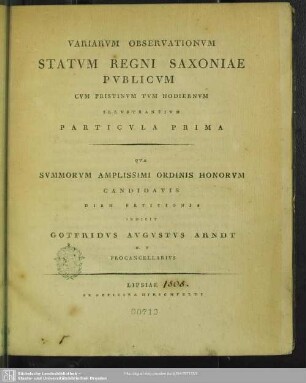 VARIARVM OBSERVATIONVM
STATVM REGNI SAXONIAE
PVBLICVM
CVM PRISTINVM TVM HODIERNVM
ILLVSTRANTIVM
PARTICVLA PRIMA
QVA
SVMMORVM AMPLISSIMI ORDINIS HONORVM
CANDIDATIS
DIEM PETITIONIS
INDICIT
GOTTFRIDVS AVGVSTVS ARNDT
PROCANCELLARIVS
LIPSIAE 1808.
00713